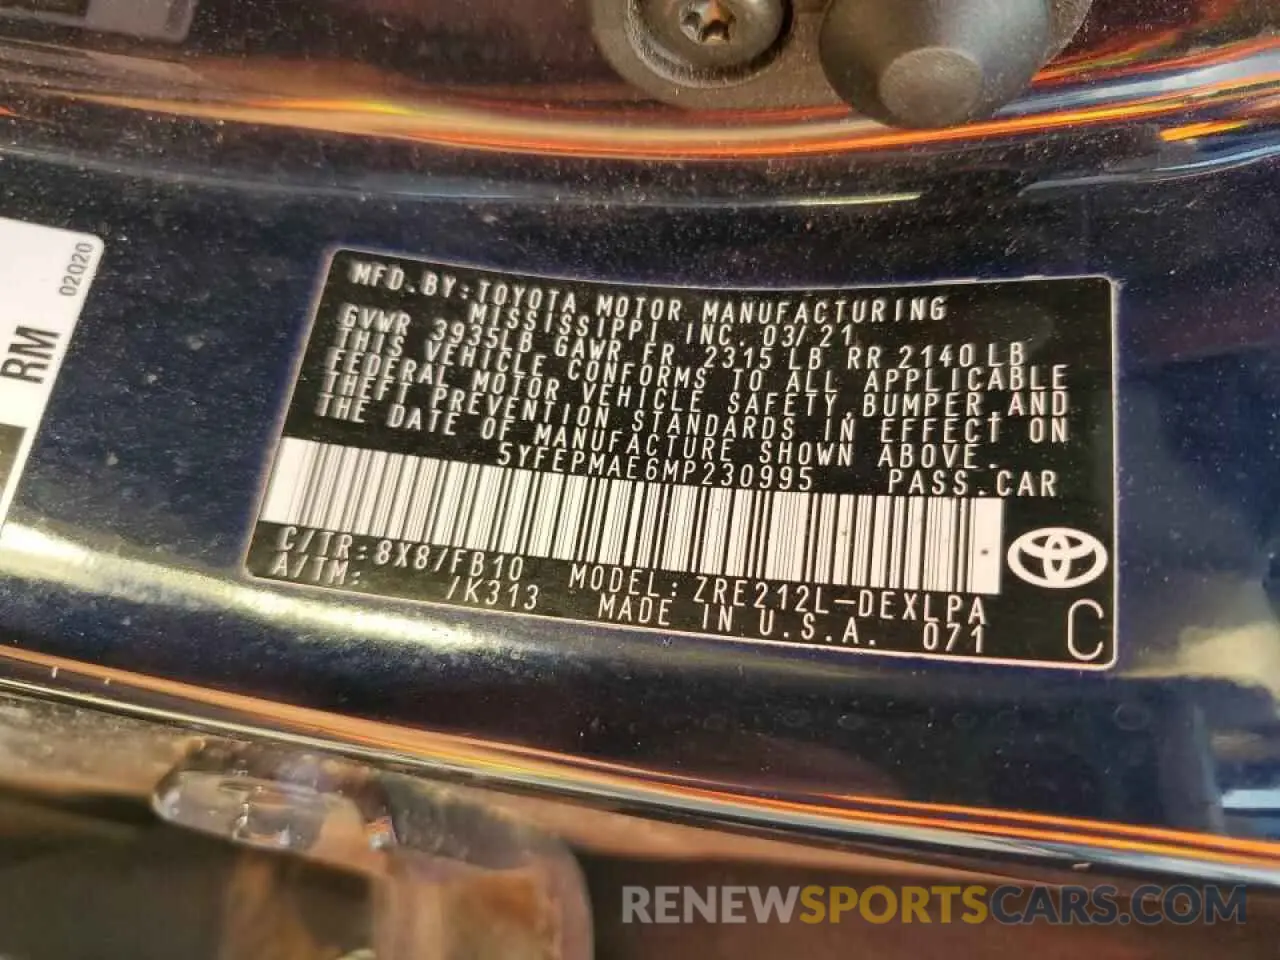 02020
RM
MFD. BY: TOYOTA MOTOR MANUFACTURING
MISSISSIPPI, INC. 03/21
GVWR 3935LB GAWR FR 2315 LB RR 2140 LB
THIS VEHICLE CONFORMS TO ALL APPLICABLE
FEDERAL MOTOR VEHICLE SAFETY, BUMPER, AND
THEFT PREVENTION STANDARDS IN EFFECT ON
THE DATE OF MANUFACTURE SHOWN ABOVE.
5YFEPMAE6MP230995 PASS. CAR
C/TR: 8X8/FB10 MODEL: ZRE212L-DEXLPA
A/TM: /K313 MADE IN U.S.A. 071
C
RENEWSPORTSCARS.COM